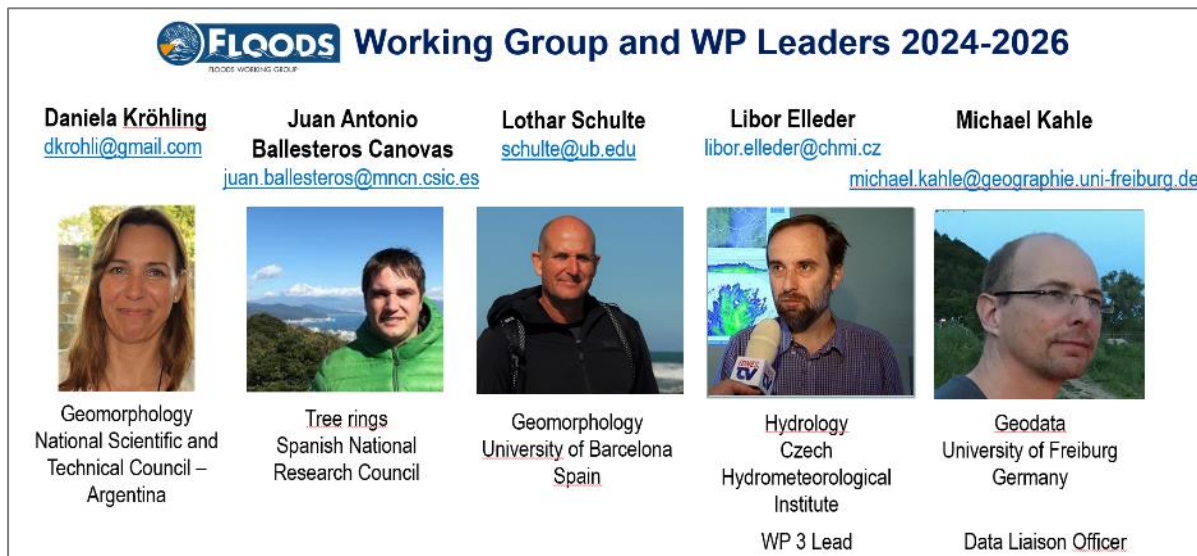 FLOODS Working Group and WP Leaders 2024-2026
FLOODS WORKING GROUP
Daniela Kröhling
dkrohli@gmail.com
Juan Antonio
Ballesteros Canovas
juan.ballesteros@mncn.csic.es
Lothar Schulte
schulte@ub.edu
Libor Elleder
libor.elleder@chmi.cz
Michael Kahle
michael.kahle@geographie.uni-freiburg.de
iDNES
TV
Geomorphology
National Scientific and
Technical Council –
Argentina
Tree rings
Spanish National
Research Council
Geomorphology
University of Barcelona
Spain
Hydrology
Czech
Hydrometeorological
Institute
WP 3 Lead
Geodata
University of Freiburg
Germany
Data Liaison Officer